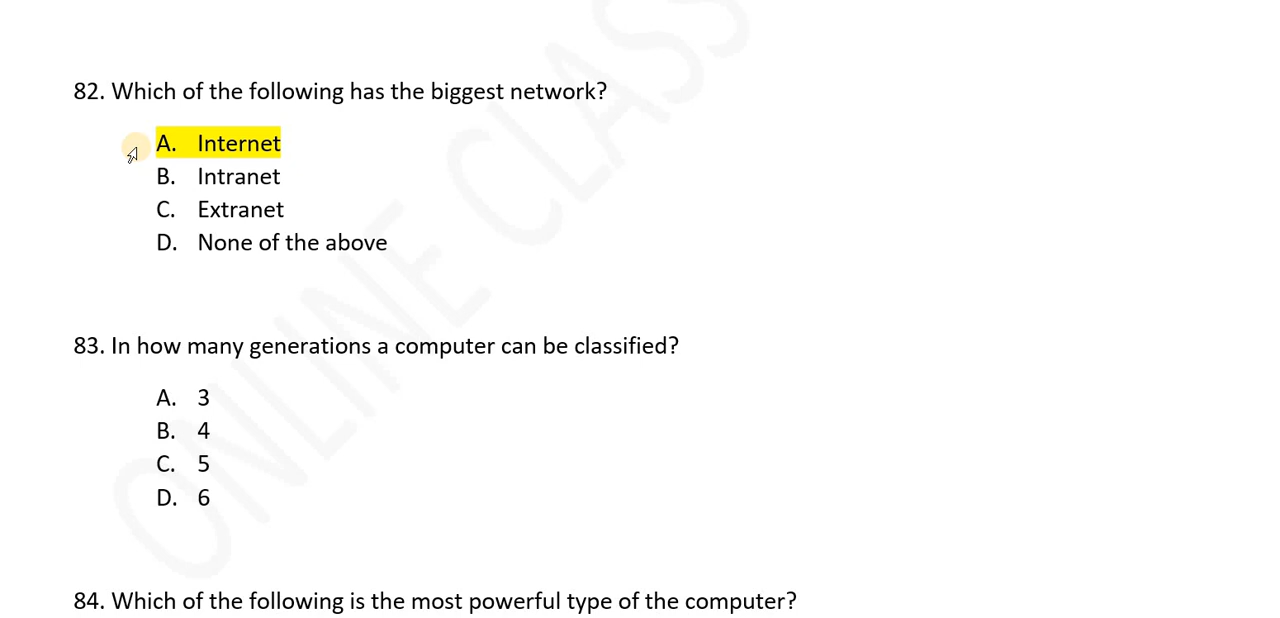 82. Which of the following has the biggest network?
A. Internet
B. Intranet
C. Extranet
D. None of the above
83. In how many generations a computer can be classified?
A. 3
B. 4
C. 5
D. 6
84. Which of the following is the most powerful type of the computer?
ONLINE CLASS